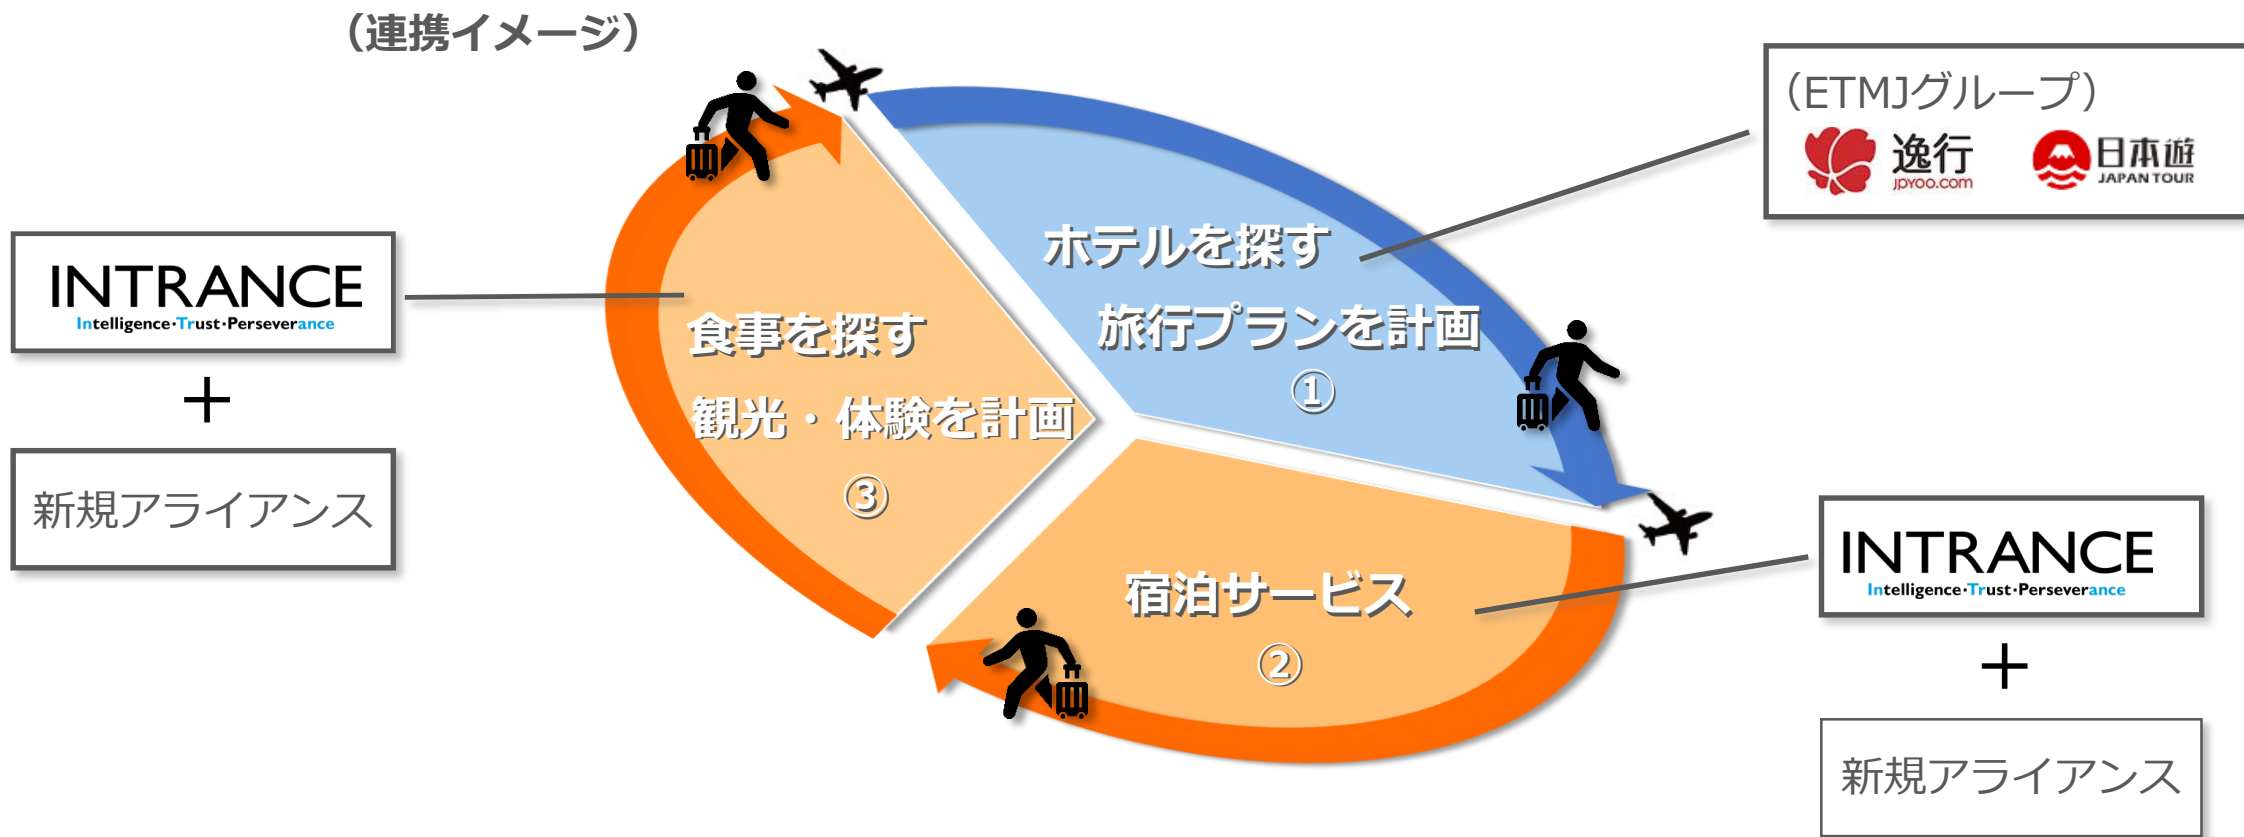 （連携イメージ）
（ETMJグループ）
逸行
jpyoo.com
日本遊
JAPAN TOUR
ホテルを探す
旅行プランを計画
①
INTRANCE
Intelligence・Trust・Perseverance
＋
新規アライアンス
食事を探す
観光・体験を計画
③
宿泊サービス
②
INTRANCE
Intelligence・Trust・Perseverance
＋
新規アライアンス